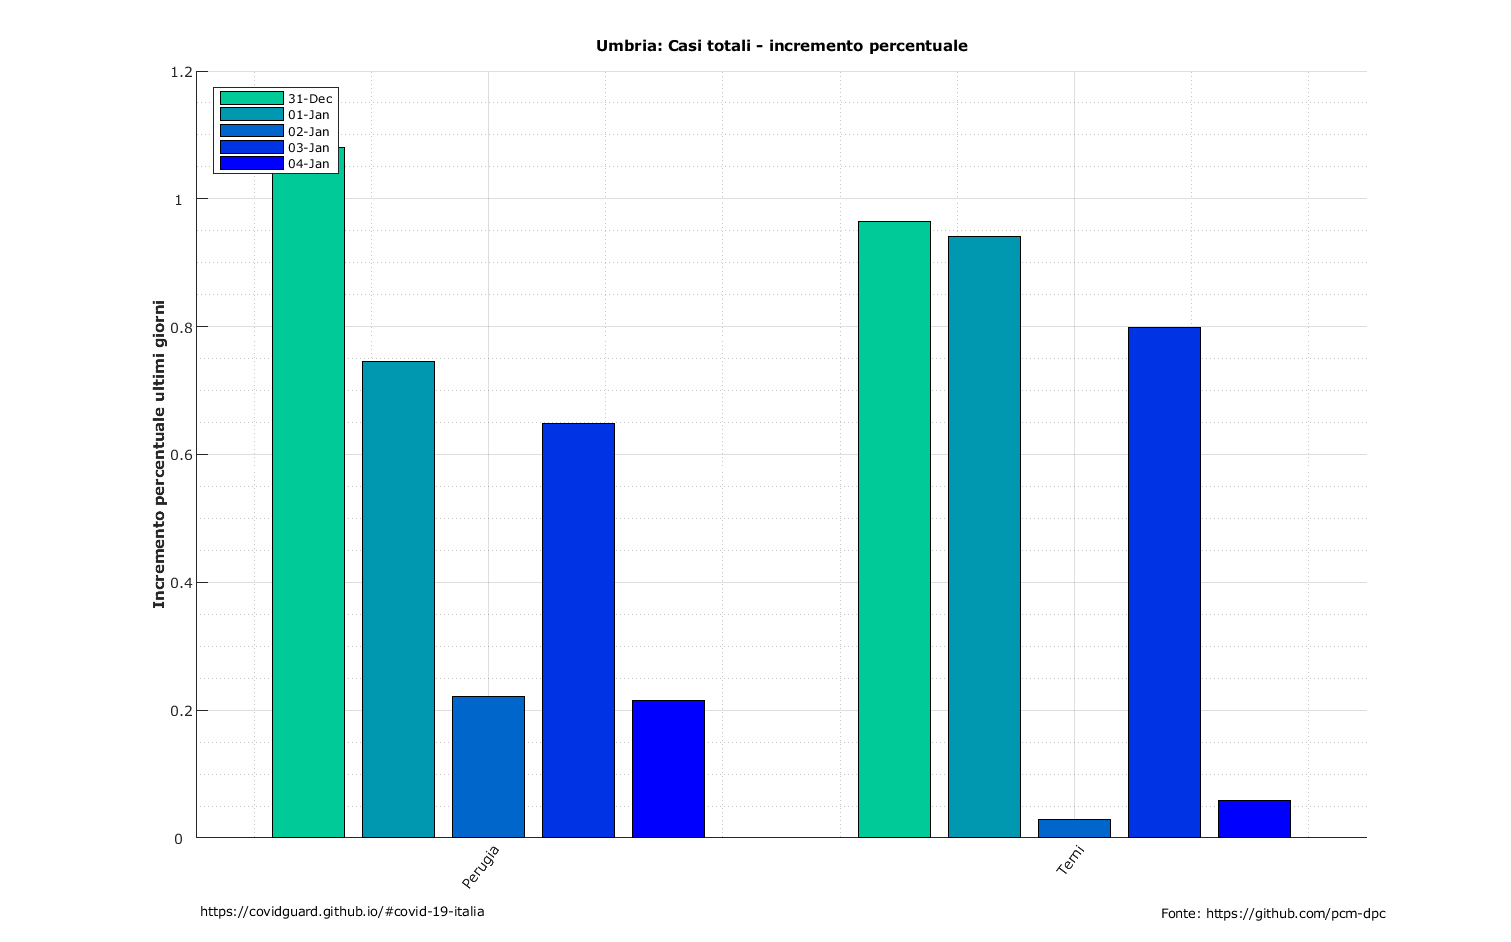 Umbria: Casi totali - incremento percentuale
Incremento percentuale ultimi giorni
1.2
1
0.8
0.6
0.4
0.2
0
31-Dec
01-Jan
02-Jan
03-Jan
04-Jan
Perugia
Terni
https://covidguard.github.io/#covid-19-italia
Fonte: https://github.com/pcm-dpc